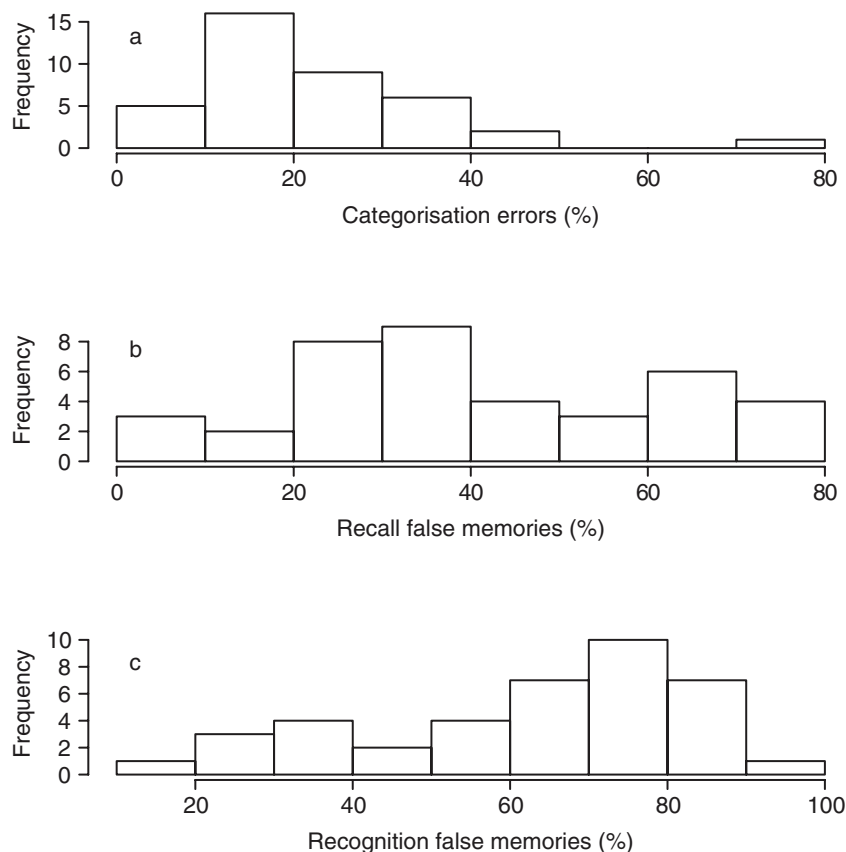 a
Frequency
15
10
5
0
0 20 40 60 80
Categorisation errors (%)
b
Frequency
8
6
4
2
0
0 20 40 60 80
Recall false memories (%)
c
Frequency
10
8
6
4
2
0
20 40 60 80 100
Recognition false memories (%)